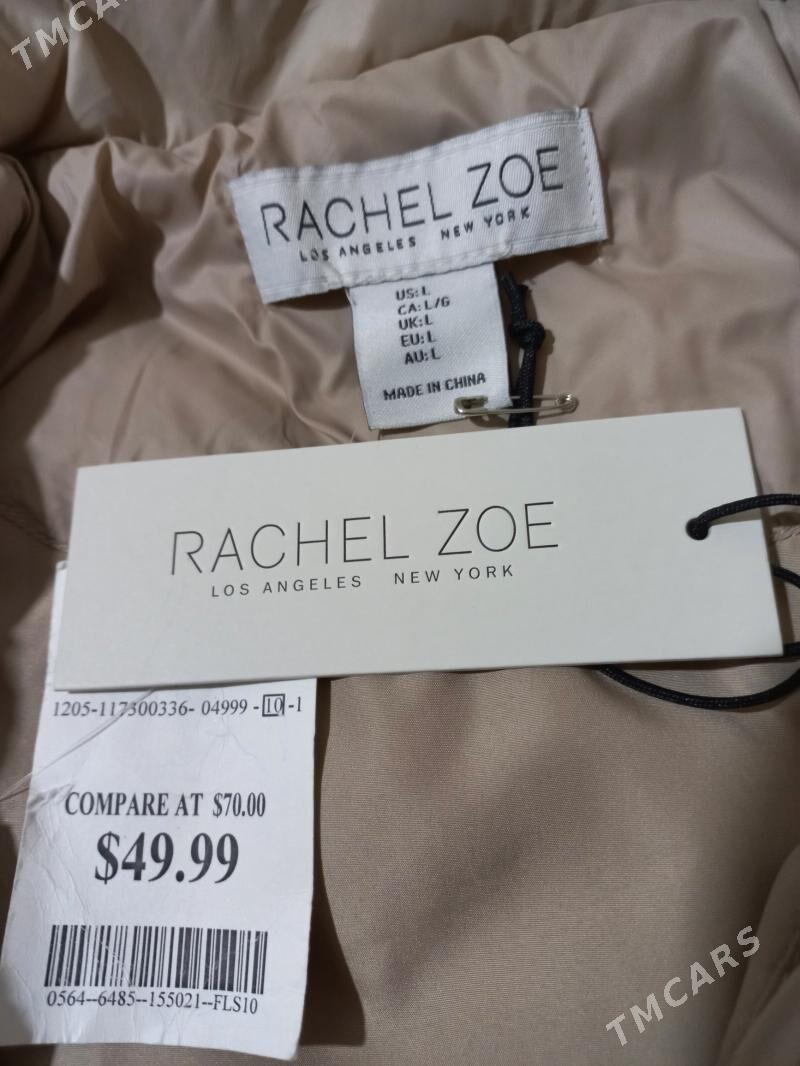 TMCARS
RACHEL ZOE
LOS ANGELES NEW YORK
US: L
CA: L/G
UK: L
EU: L
AU: L
MADE IN CHINA
RACHEL ZOE
LOS ANGELES NEW YORK
1205-117300336- 04999 -10-1
COMPARE AT $70.00
$49.99
0564--6485--155021--FLS10
TMCARS